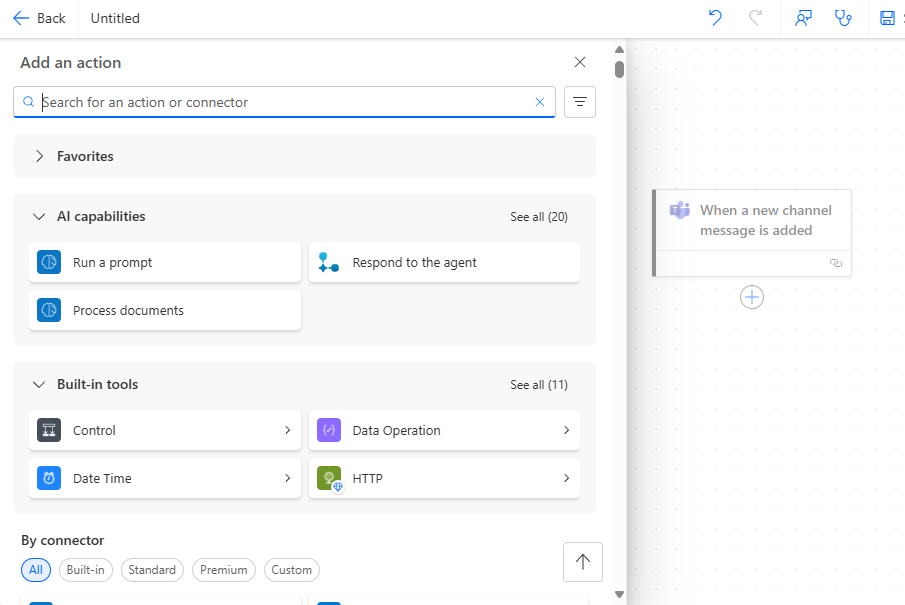 Back
Untitled
Add an action
Search for an action or connector
Favorites
AI capabilities
See all (20)
Run a prompt
Respond to the agent
Process documents
Built-in tools
See all (11)
Control
Data Operation
Date Time
HTTP
By connector
All
Built-in
Standard
Premium
Custom
When a new channel
message is added